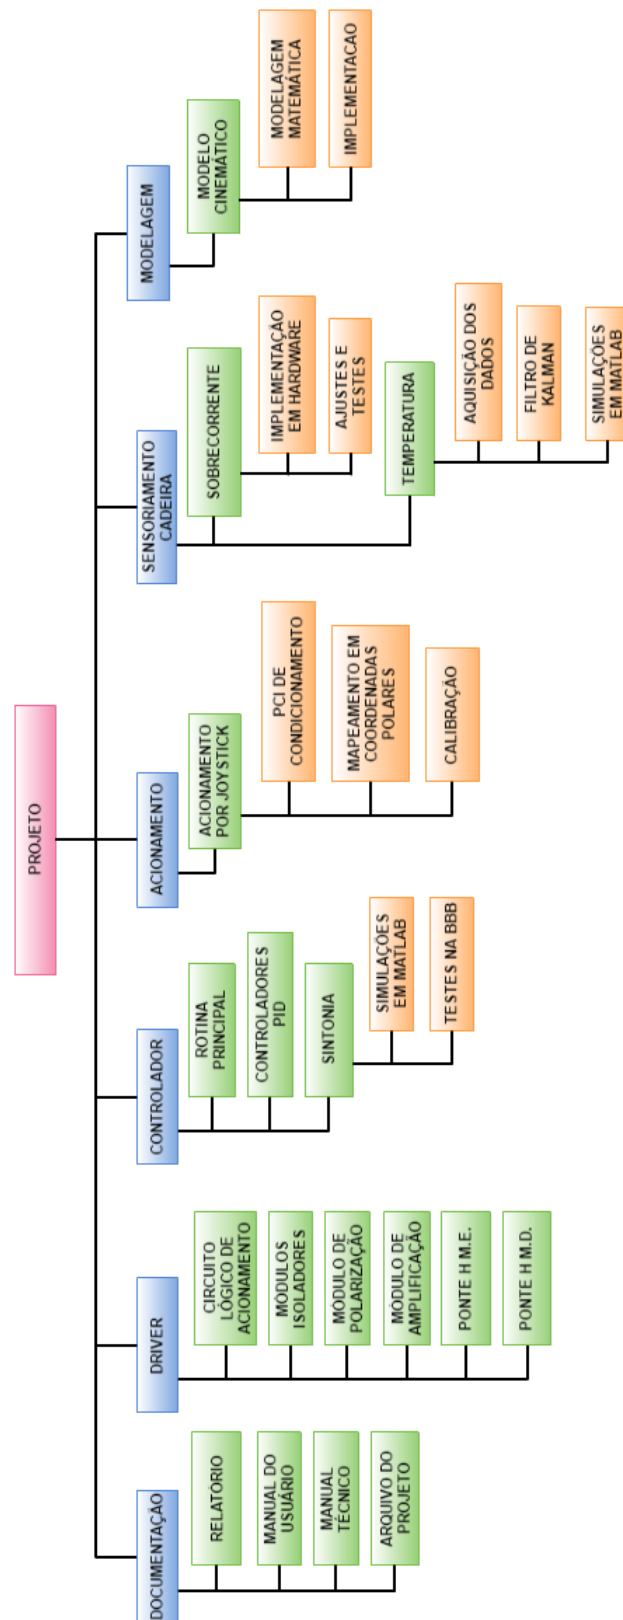 PROJETO
DOCUMENTAÇÃO
RELATÓRIO
MANUAL DO
USUÁRIO
MANUAL
TÉCNICO
ARQUIVO DO
PROJETO
DRIVER
CIRCUITO
LÓGICO DE
ACIONAMENTO
MÓDULOS
ISOLADORES
MÓDULO DE
POLARIZAÇÃO
MÓDULO DE
AMPLIFICAÇÃO
PONTE H M.E.
PONTE H M.D.
CONTROLADOR
ROTINA
PRINCIPAL
CONTROLADORES
PID
SINTONIA
SIMULAÇÕES
EM MATLAB
TESTES NA BBB
ACIONAMENTO
ACIONAMENTO
POR JOYSTICK
PCI DE
CONDICIONAMENTO
MAPEAMENTO EM
COORDENADAS
POLARES
CALIBRAÇÃO
SENSORIAMENTO
CADEIRA
SOBRECORRENTE
IMPLEMENTAÇÃO
EM HARDWARE
AJUSTES E
TESTES
TEMPERATURA
AQUISIÇÃO DOS
DADOS
FILTRO DE
KALMAN
SIMULAÇÕES
EM MATLAB
MODELAGEM
MODELO
CINEMÁTICO
MODELAGEM
MATEMÁTICA
IMPLEMENTACAO